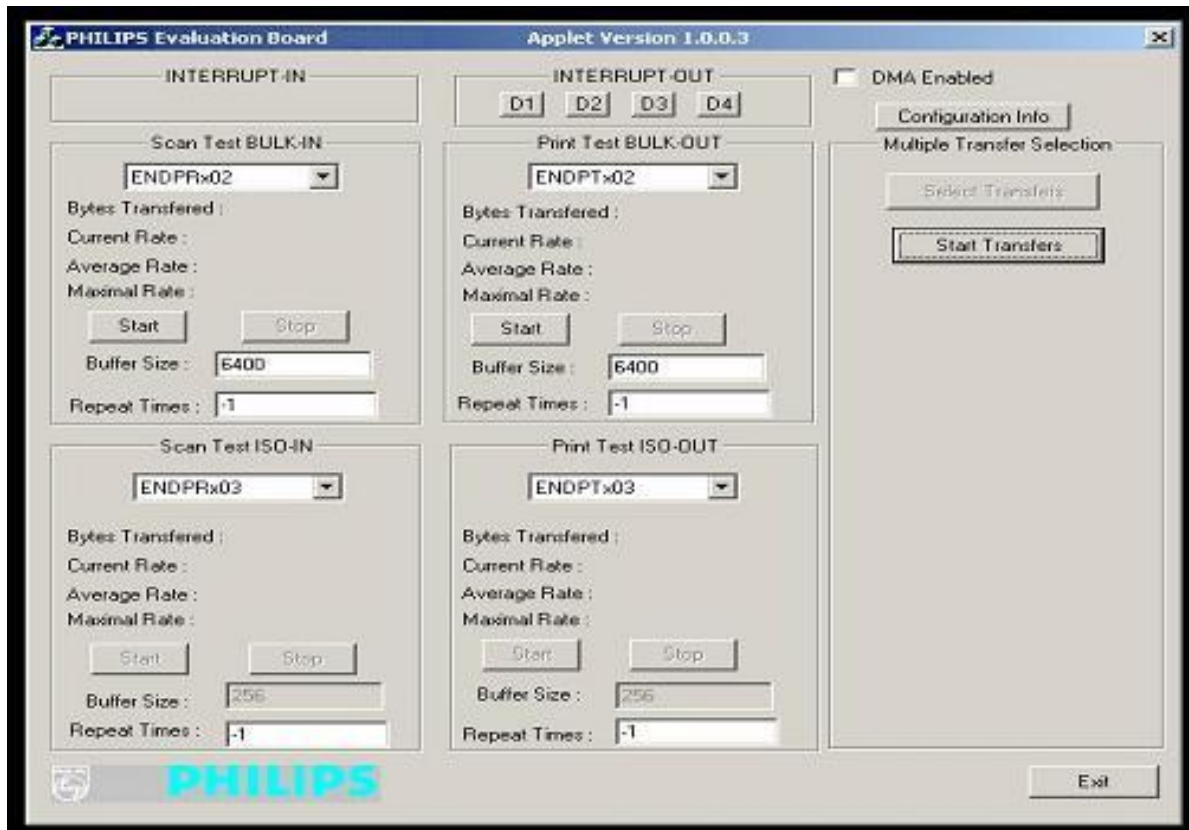 PHILIPS Evaluation Board Applet Version 1.0.0.3
INTERRUPT-IN
INTERRUPT-OUT
D1 D2 D3 D4
DMA Enabled
Configuration Info
Scan Test BULK-IN
ENDPRx02
Bytes Transfered :
Current Rate :
Average Rate :
Maximal Rate :
Start Stop
Buffer Size : 6400
Repeat Times : -1
Print Test BULK-OUT
ENDPTx02
Bytes Transfered :
Current Rate :
Average Rate :
Maximal Rate :
Start Stop
Buffer Size : 6400
Repeat Times : -1
Multiple Transfer Selection
Select Transfers
Start Transfers
Scan Test ISO-IN
ENDPRx03
Bytes Transfered :
Current Rate :
Average Rate :
Maximal Rate :
Start Stop
Buffer Size : 256
Repeat Times : -1
Print Test ISO-OUT
ENDPTx03
Bytes Transfered :
Current Rate :
Average Rate :
Maximal Rate :
Start Stop
Buffer Size : 256
Repeat Times : -1
PHILIPS
Exit